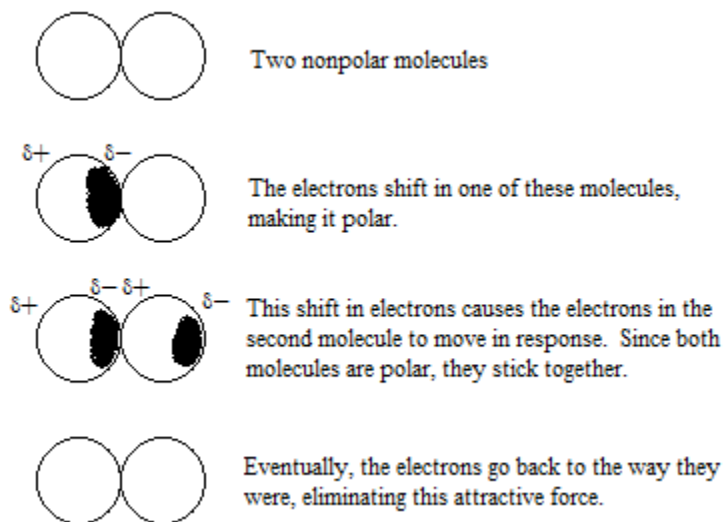 Two nonpolar molecules
δ+ δ−
The electrons shift in one of these molecules,
making it polar.
δ+ δ− δ+ δ−
This shift in electrons causes the electrons in the
second molecule to move in response.  Since both
molecules are polar, they stick together.
Eventually, the electrons go back to the way they
were, eliminating this attractive force.